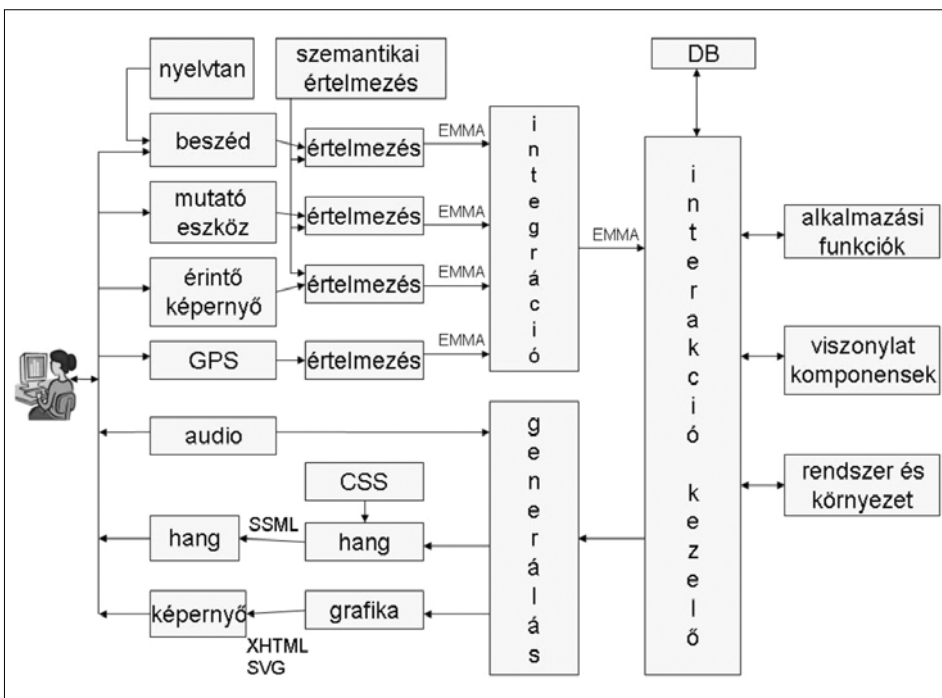 nyelvtan
szemantikai
értelmezés
DB
beszéd
értelmezés
EMMA
integráció
interakció kezelő
mutató
eszköz
értelmezés
EMMA
EMMA
alkalmazási
funkciók
érintő
képernyő
értelmezés
EMMA
GPS
értelmezés
EMMA
viszonylat
komponensek
audio
generálás
CSS
rendszer és
környezet
hang
SSML
hang
képernyő
XHTML
SVG
grafika